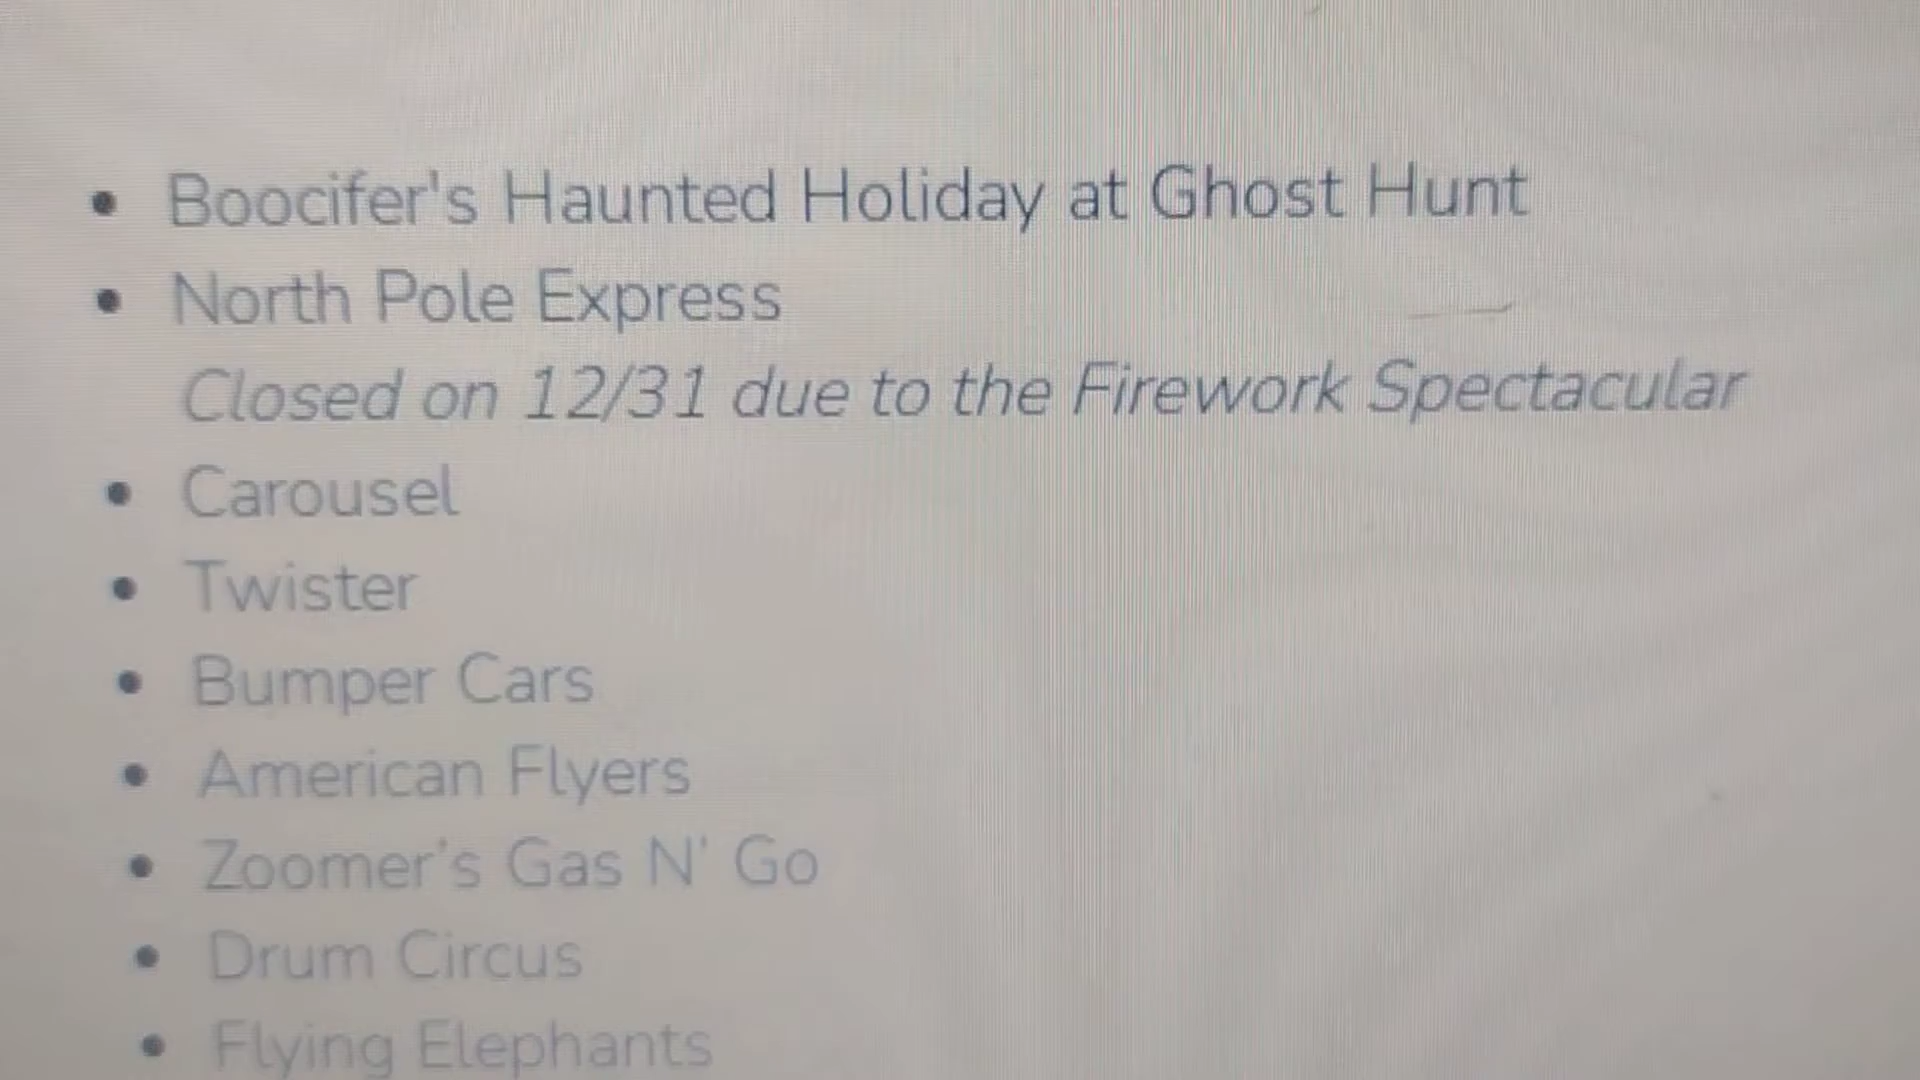 • Boocifer's Haunted Holiday at Ghost Hunt
• North Pole Express
Closed on 12/31 due to the Firework Spectacular
• Carousel
• Twister
• Bumper Cars
• American Flyers
• Zoomer's Gas N' Go
• Drum Circus
• Flying Elephants